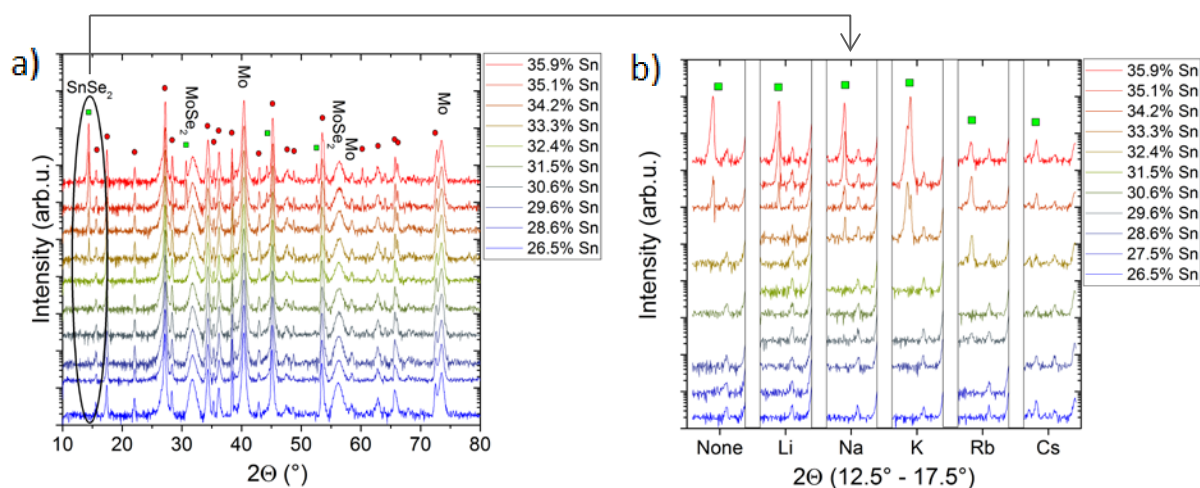 a)
SnSe2
MoSe2
Mo
MoSe2
Mo
Mo
Intensity (arb.u.)
10 20 30 40 50 60 70 80
2Θ (°)
35.9% Sn
35.1% Sn
34.2% Sn
33.3% Sn
32.4% Sn
31.5% Sn
30.6% Sn
29.6% Sn
28.6% Sn
26.5% Sn
b)
Intensity (arb.u.)
None Li Na K Rb Cs
2Θ (12.5° - 17.5°)
35.9% Sn
35.1% Sn
34.2% Sn
33.3% Sn
32.4% Sn
31.5% Sn
30.6% Sn
29.6% Sn
28.6% Sn
27.5% Sn
26.5% Sn